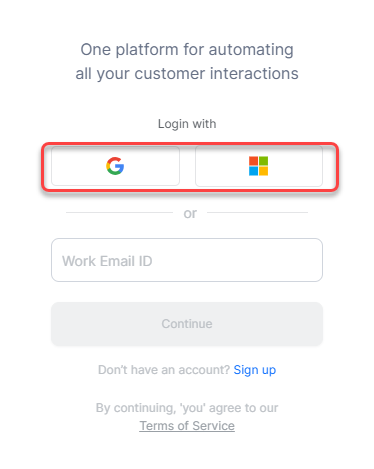 One platform for automating
all your customer interactions
Login with
or
Work Email ID
Continue
Don't have an account? Sign up
By continuing, 'you' agree to our
Terms of Service